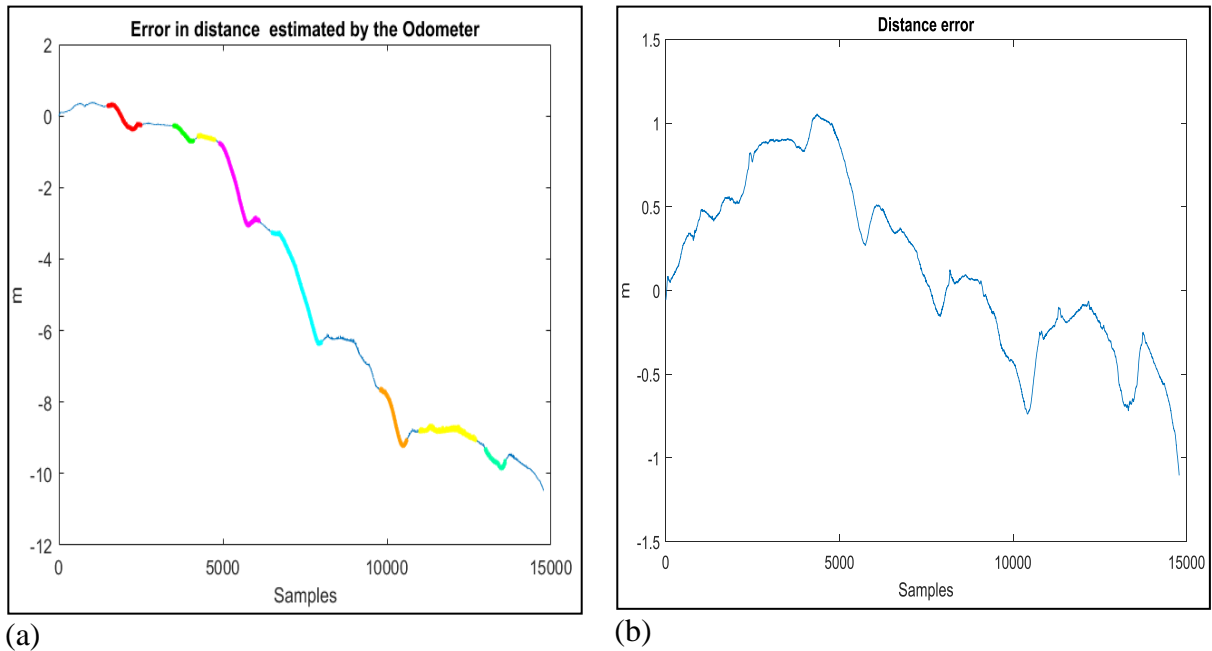 Error in distance estimated by the Odometer
2
0
-2
-4
-6
-8
-10
-12
m
0 5000 10000 15000
Samples
(a)
Distance error
1.5
1
0.5
0
-0.5
-1
-1.5
m
0 5000 10000 15000
Samples
(b)